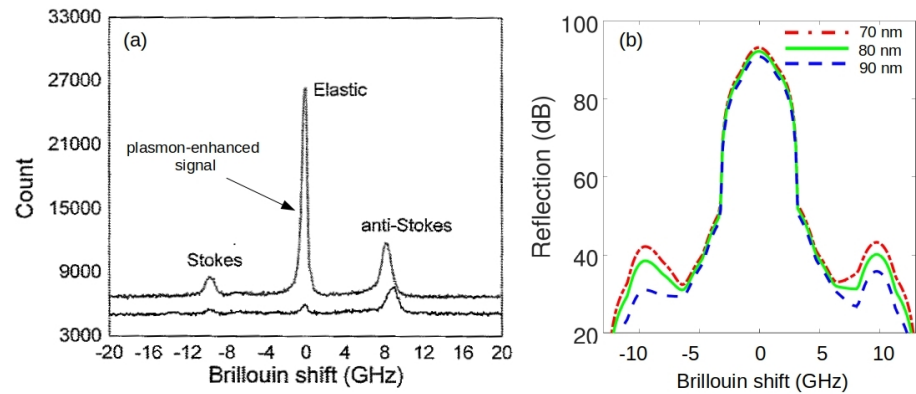 (a)
33000
27000
21000
15000
9000
3000
Count
Elastic
plasmon-enhanced
signal
Stokes
anti-Stokes
-20 -16 -12 -8 -4 0 4 8 12 16 20
Brillouin shift (GHz)
(b)
100
80
60
40
20
Reflection (dB)
70 nm
80 nm
90 nm
-10 -5 0 5 10
Brillouin shift (GHz)